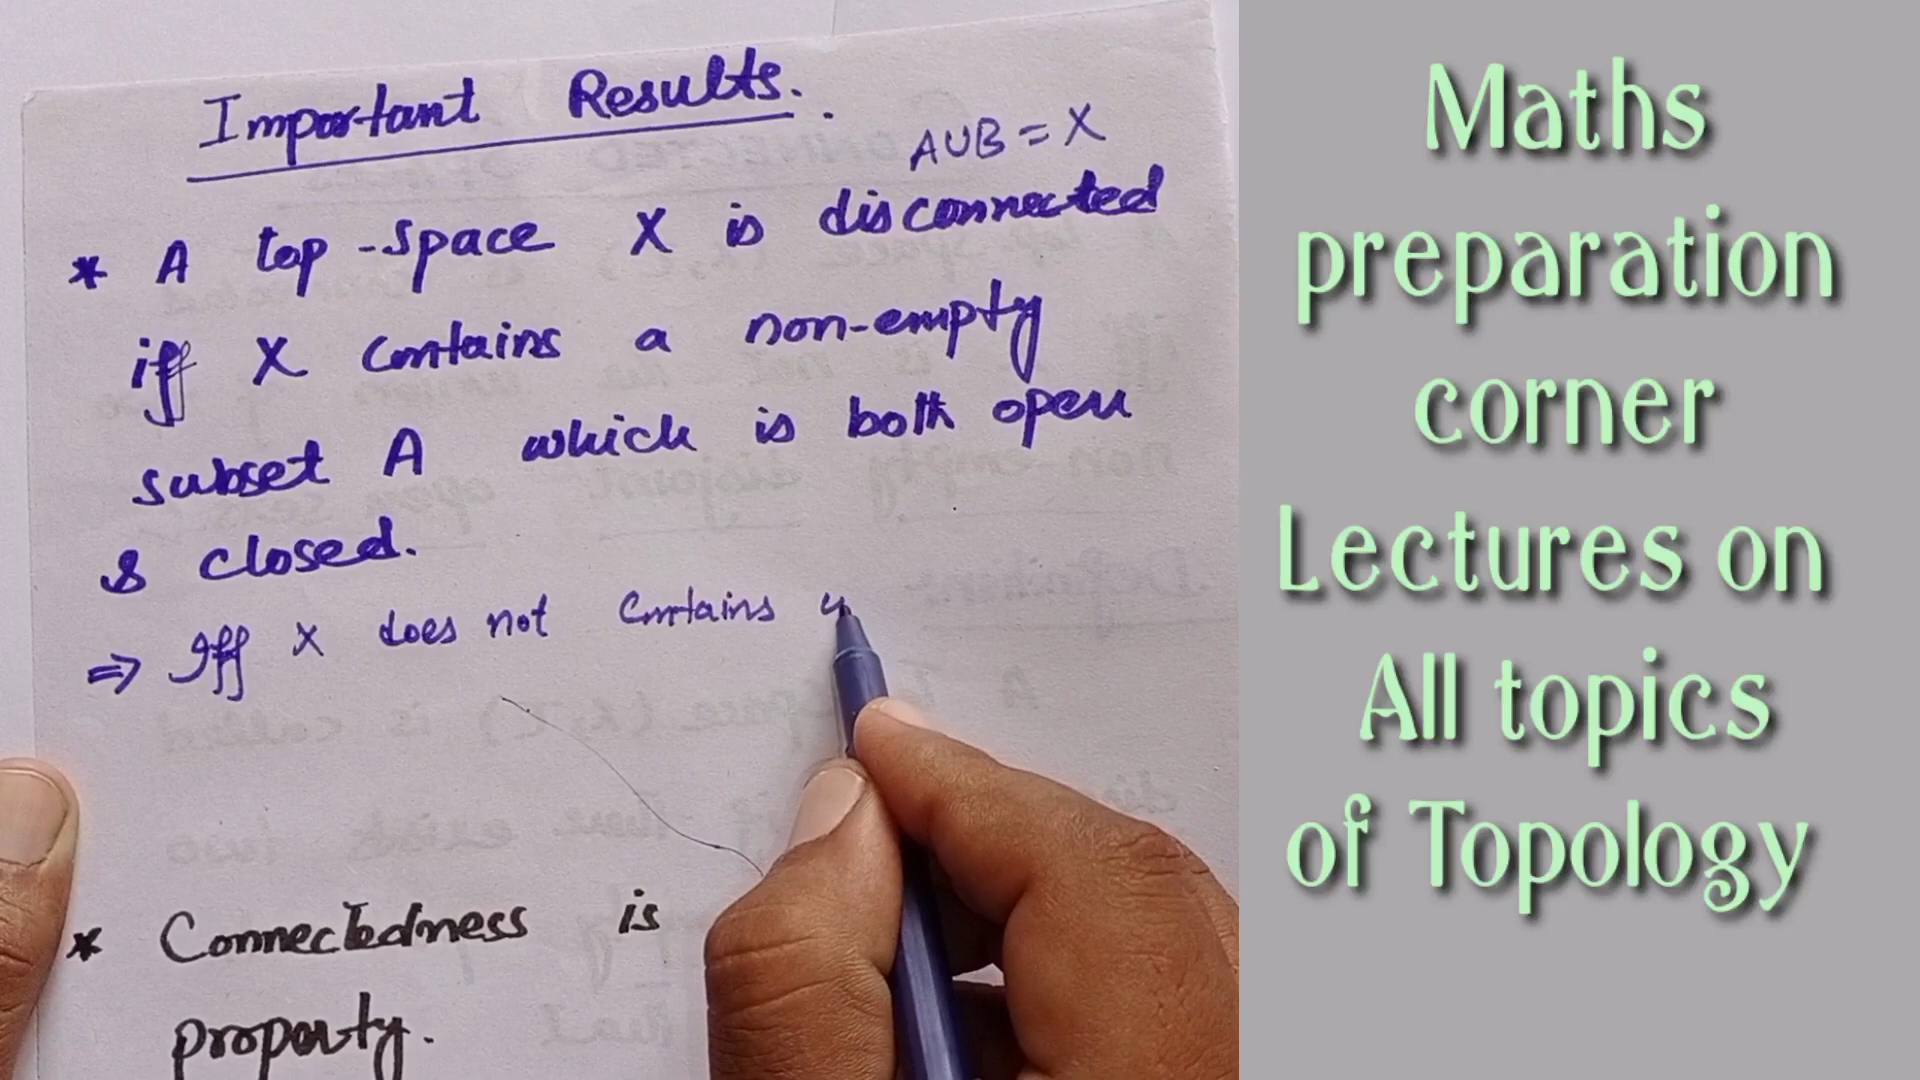 Important Results.
AUB = X
* A top-space X is disconnected
iff X contains a non-empty
subset A which is both open
& closed.
=> Iff X does not contains
* Connectedness is
property.
Maths
preparation
corner
Lectures on
All topics
of Topology